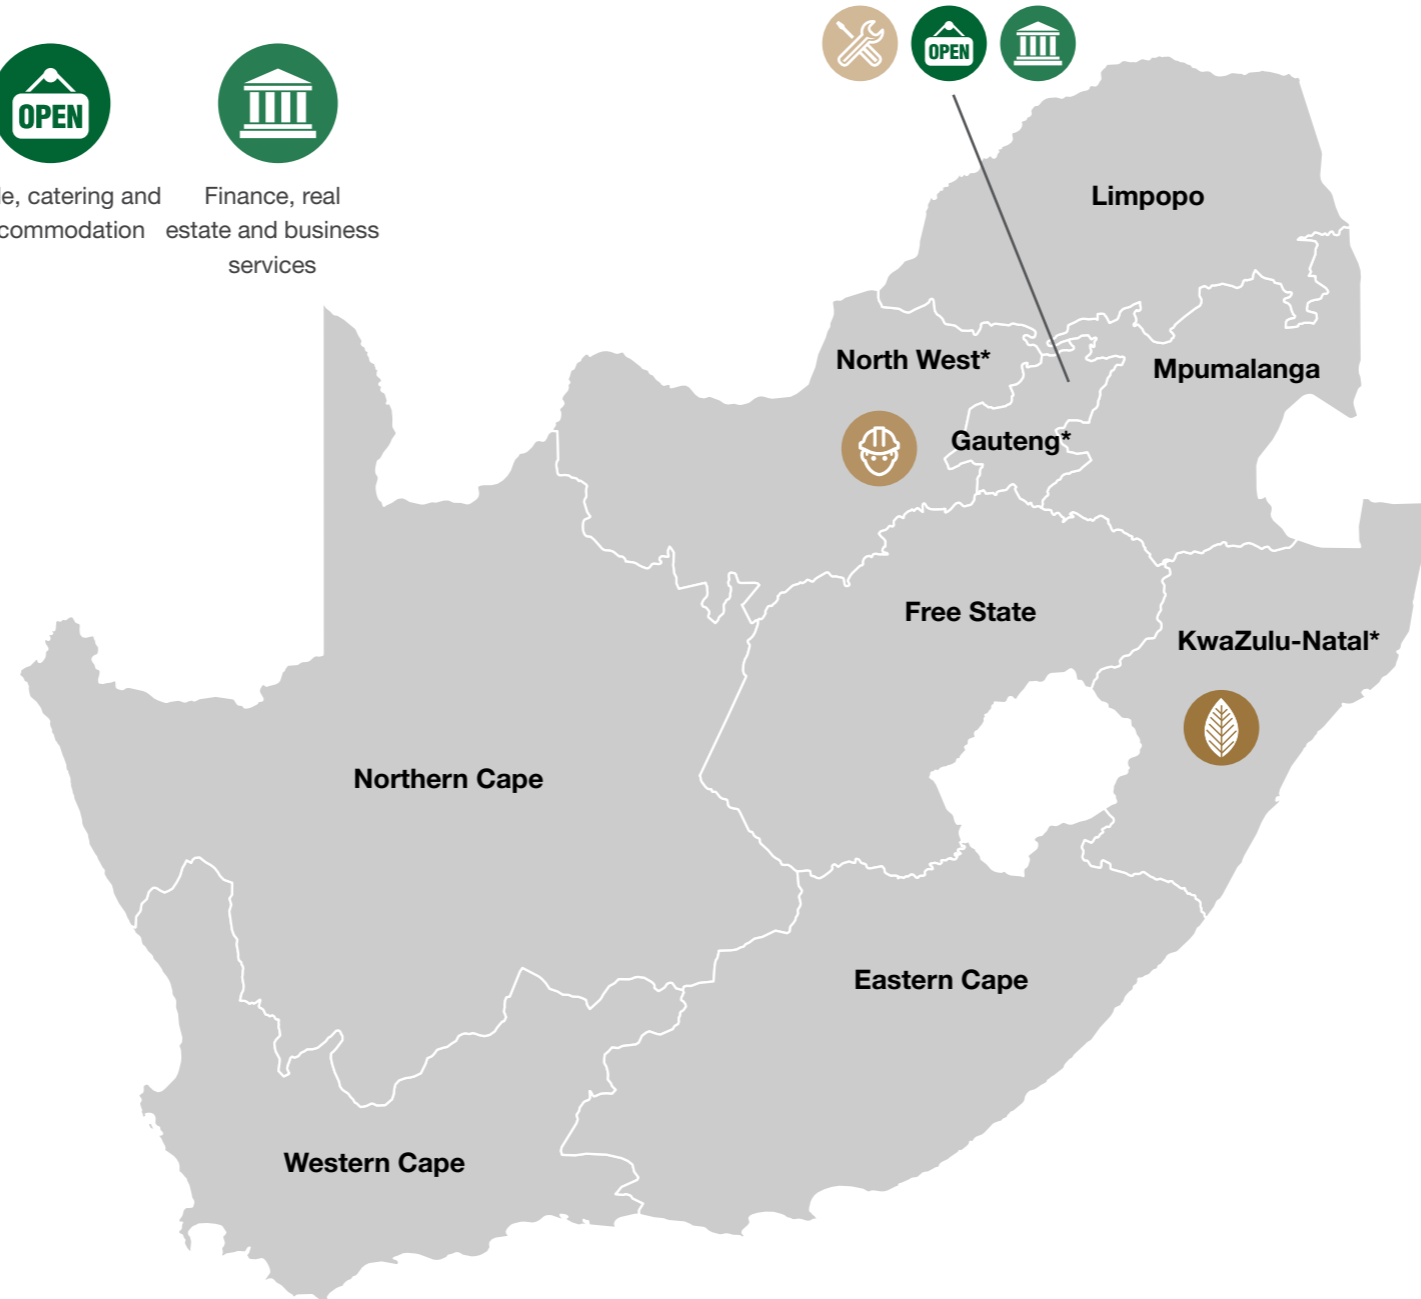 OPEN
OPEN
catering and
Finance, real
estate and business
services
Limpopo
North West*
Mpumalanga
Gauteng*
Free State
KwaZulu-Natal*
Northern Cape
Eastern Cape
Western Cape